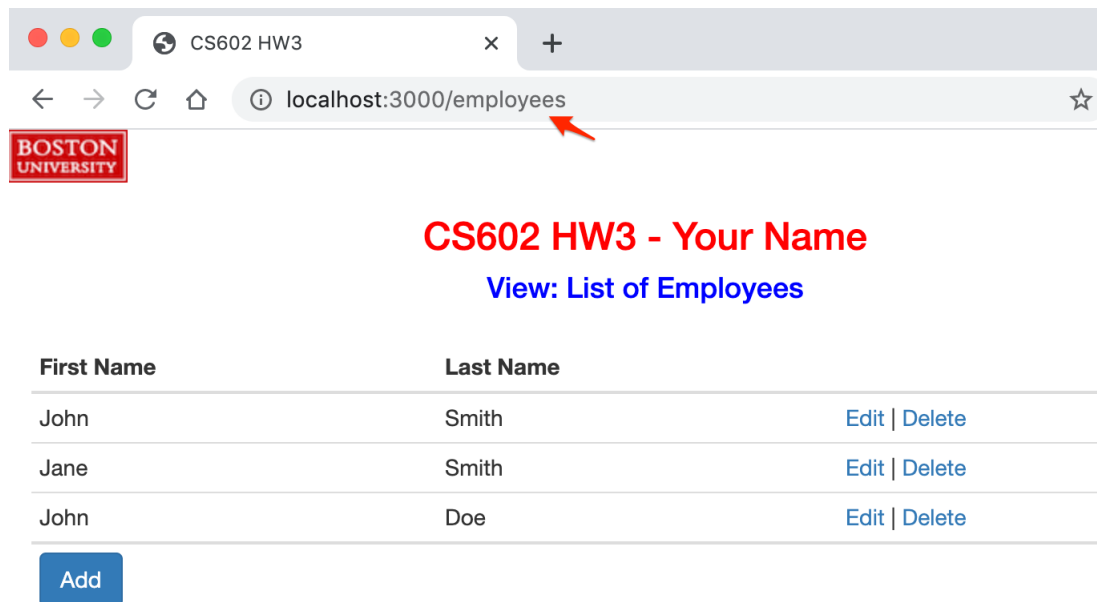 CS602 HW3
localhost:3000/employees
BOSTON
UNIVERSITY
CS602 HW3 - Your Name
View: List of Employees
First Name Last Name
John Smith Edit | Delete
Jane Smith Edit | Delete
John Doe Edit | Delete
Add